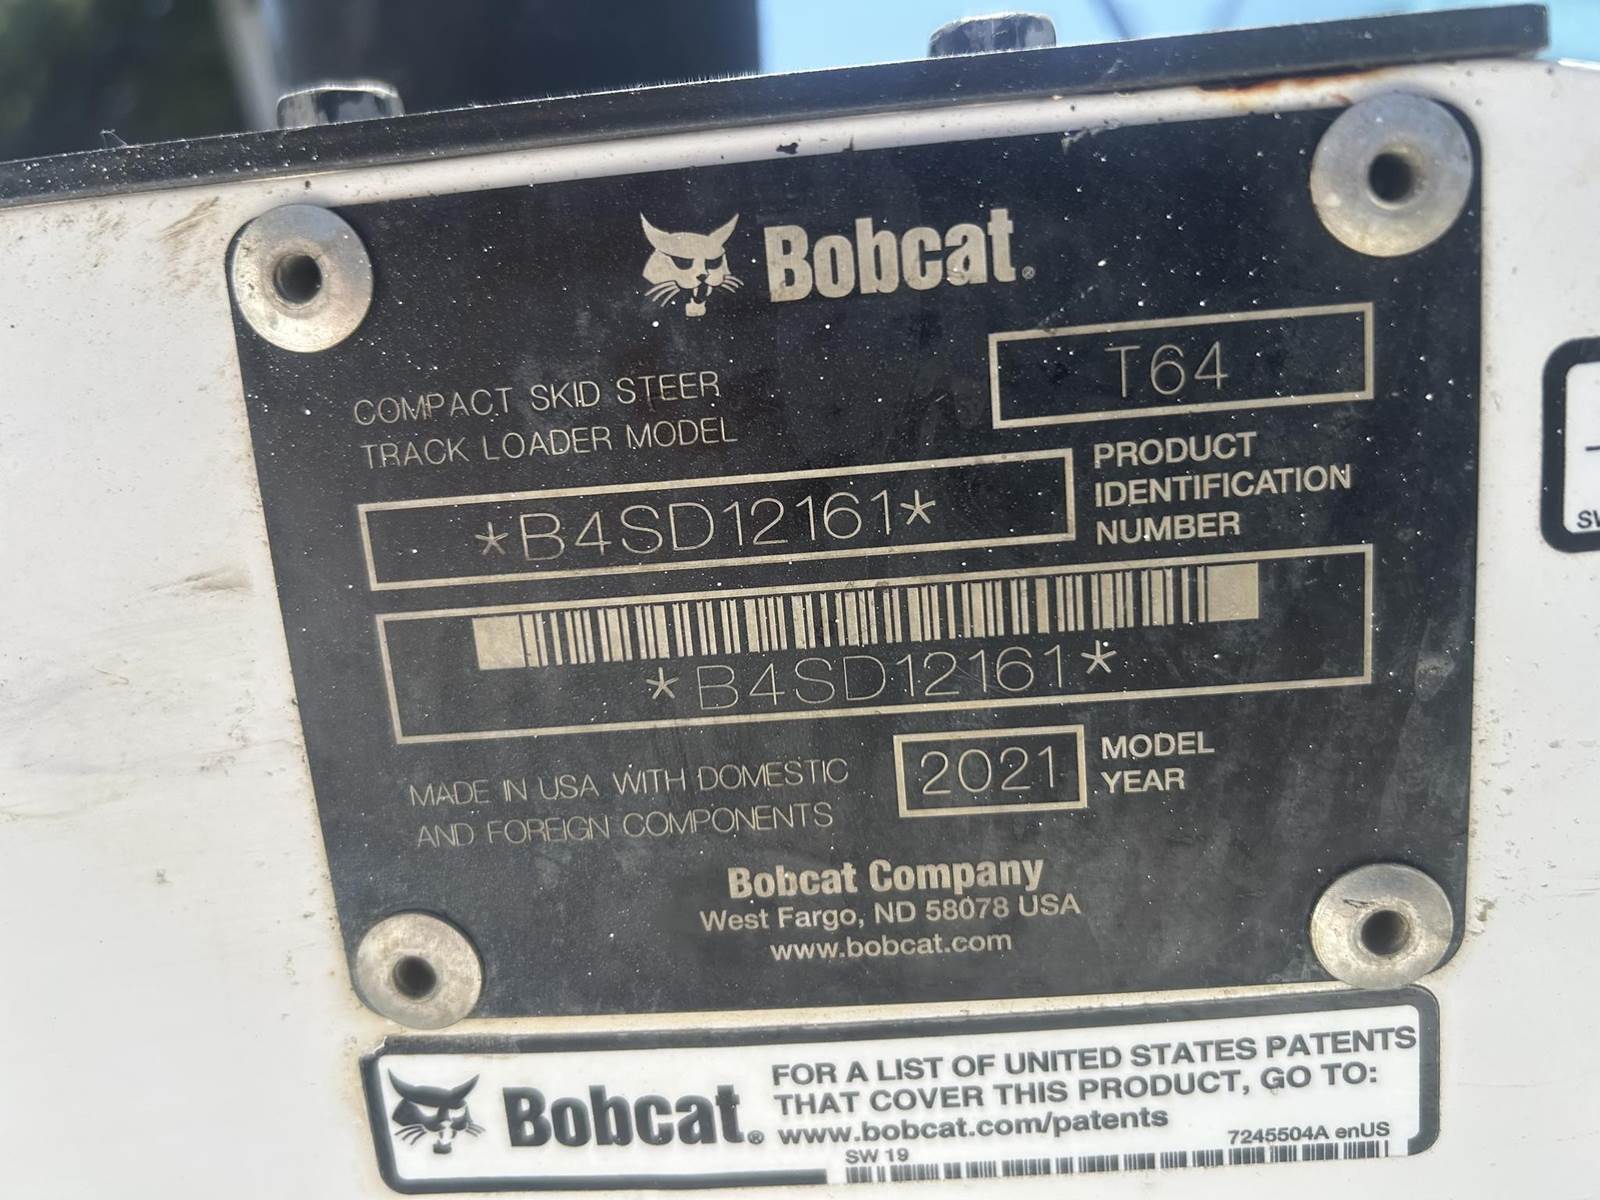 Bobcat®
T64
COMPACT SKID STEER
TRACK LOADER MODEL
*B4SD12161*
PRODUCT
IDENTIFICATION
NUMBER
*B4SD12161*
MADE IN USA WITH DOMESTIC
AND FOREIGN COMPONENTS
2021
MODEL
YEAR
Bobcat Company
West Fargo, ND 58078 USA
www.bobcat.com
Bobcat®
FOR A LIST OF UNITED STATES PATENTS
THAT COVER THIS PRODUCT, GO TO:
www.bobcat.com/patents
7245504A enUS
SW 19